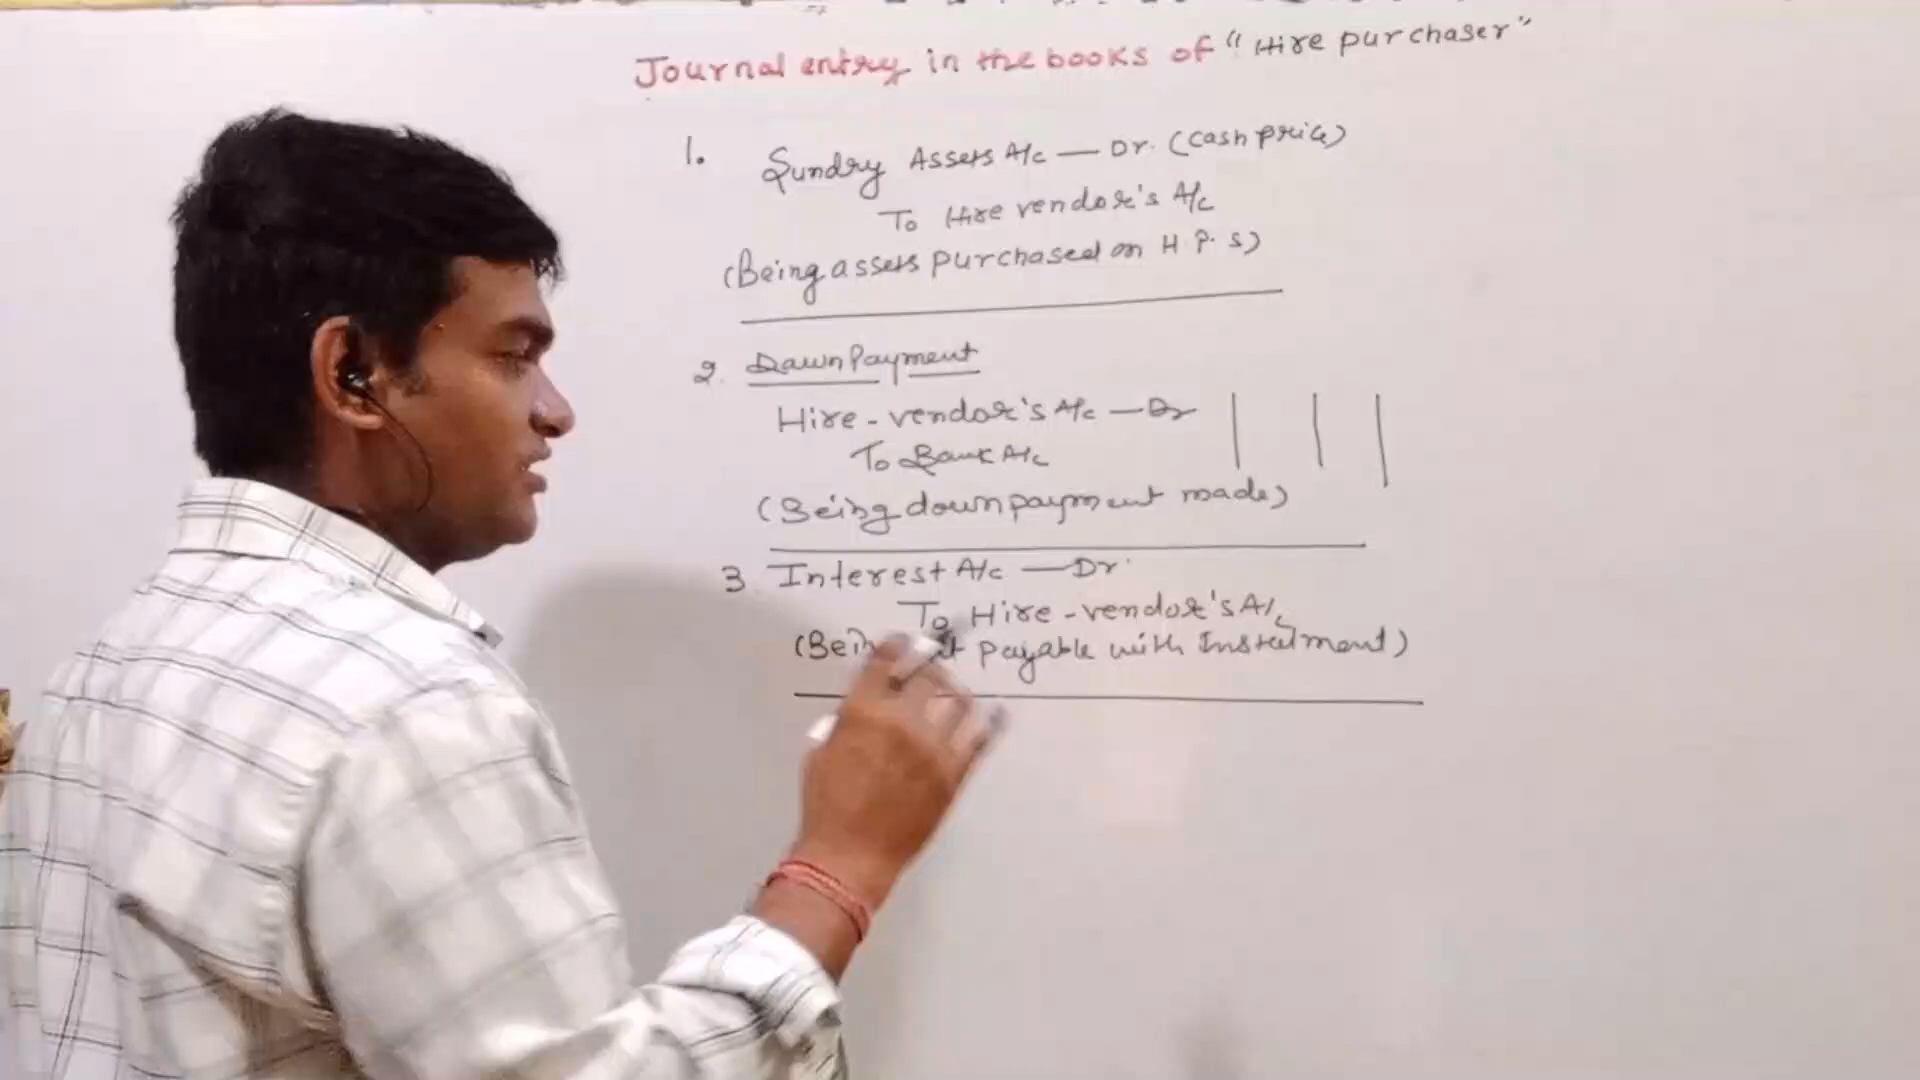 Journal entry in the books of "Hire purchaser"
1. Sundry Assets A/c — Dr. (cash price)
To Hire vendor's A/c
(Being assets purchased on H.P.S)
2. Dawn Payment
Hire-vendor's A/c — Dr
To Bank A/c
(Being down payment made)
3 Interest A/c — Dr.
To Hire-vendor's A/c
payable with Instalment)